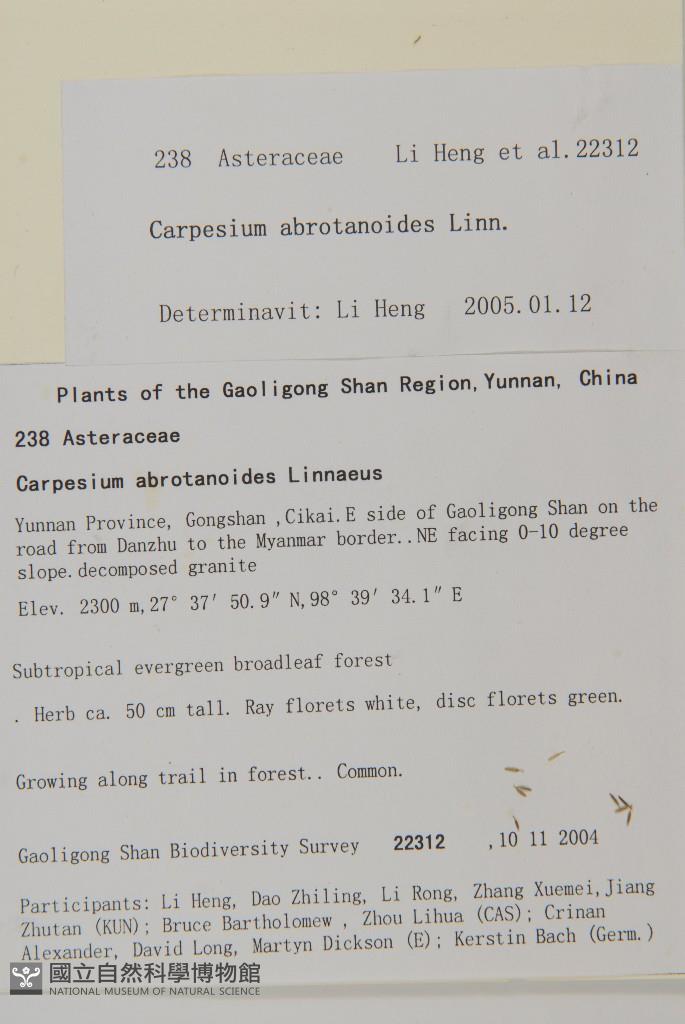 238 Asteraceae Li Heng et al. 22312
Carpesium abrotanoides Linn.
Determinavit: Li Heng 2005.01.12
Plants of the Gaoligong Shan Region, Yunnan, China
238 Asteraceae
Carpesium abrotanoides Linnaeus
Yunnan Province, Gongshan ,Cikai. E side of Gaoligong Shan on the
road from Danzhu to the Myanmar border.. NE facing 0-10 degree
slope. decomposed granite
Elev. 2300 m, 27° 37′ 50.9″ N, 98° 39′ 34.1″ E
Subtropical evergreen broadleaf forest
. Herb ca. 50 cm tall. Ray florets white, disc florets green.
Growing along trail in forest.. Common.
Gaoligong Shan Biodiversity Survey 22312 ,10 11 2004
Participants: Li Heng, Dao Zhiling, Li Rong, Zhang Xuemei, Jiang
Zhutan (KUN); Bruce Bartholomew , Zhou Lihua (CAS); Crinan
Alexander, David Long, Martyn Dickson (E); Kerstin Bach (Germ.)
國立自然科學博物館
NATIONAL MUSEUM OF NATURAL SCIENCE